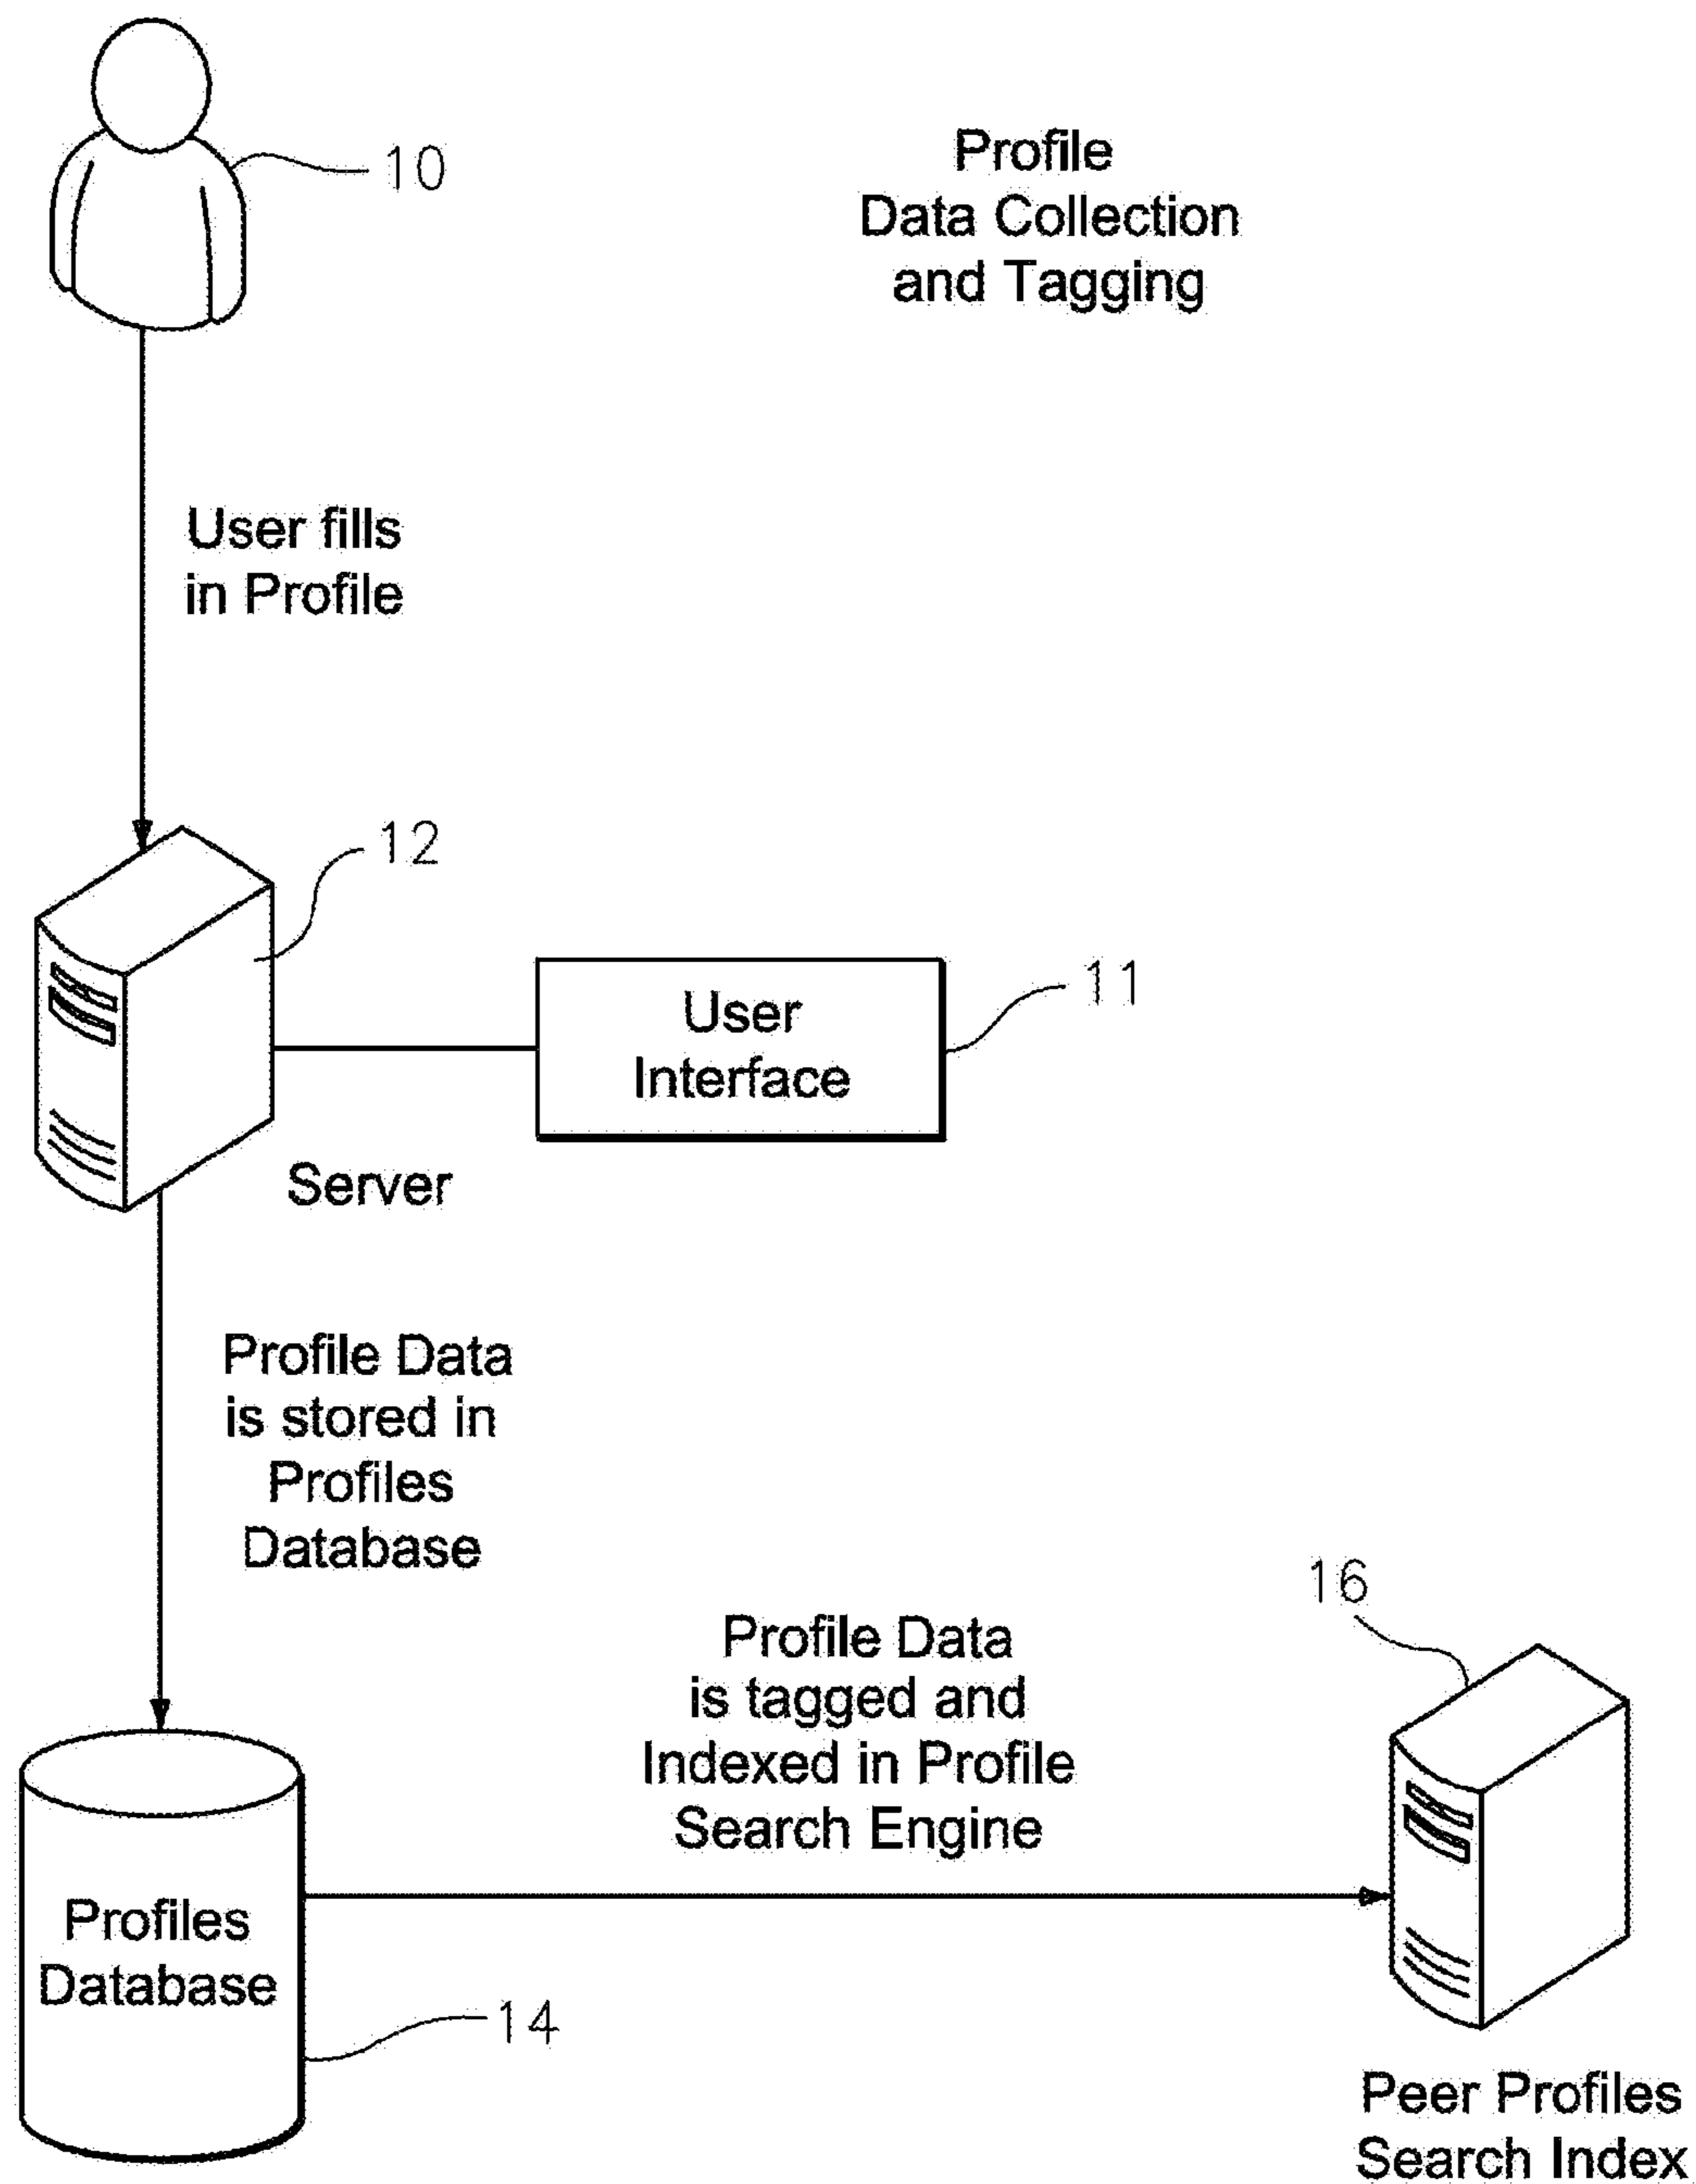 10
Profile
Data Collection
and Tagging
User fills
in Profile
12
User
Interface
11
Server
Profile Data
is stored in
Profiles
Database
Profile Data
is tagged and
Indexed in Profile
Search Engine
16
Profiles
Database
14
Peer Profiles
Search Index